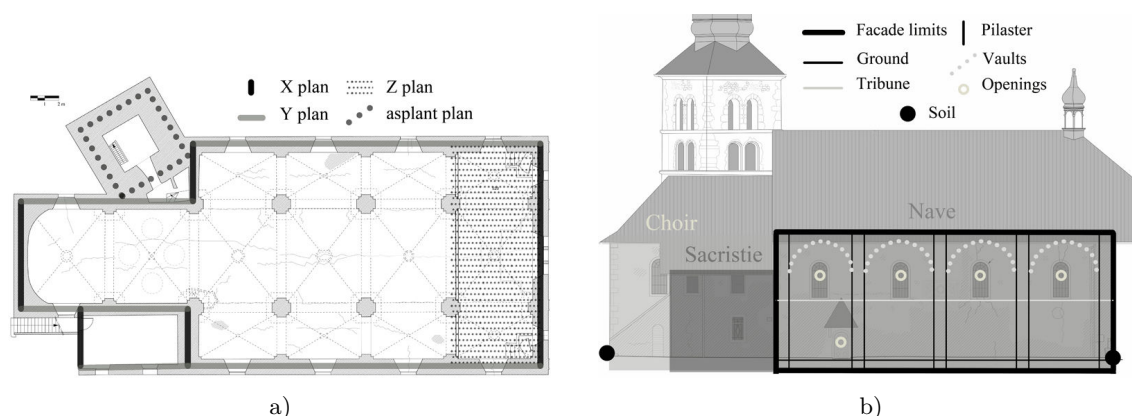 X plan
Z plan
Y plan
asplant plan
Facade limits
Pilaster
Ground
Vaults
Tribune
Openings
Soil
Choir
Nave
Sacristie
a)
b)